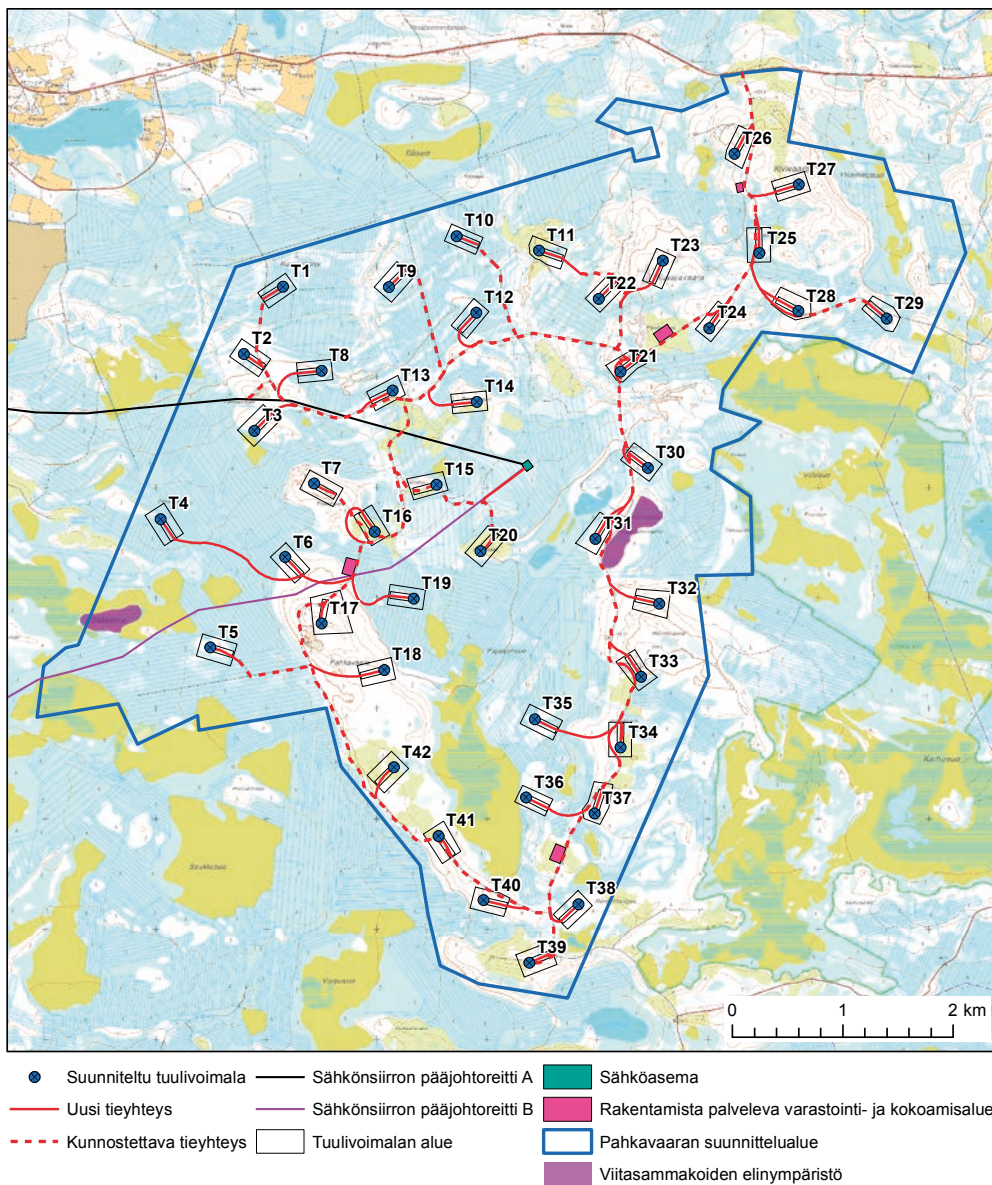 T26
T27
T10
T11
T23
T25
T1
T9
T22
T28
T29
T12
T24
T2
T8
T21
T13
T14
T3
T30
T7
T15
T4
T16
T31
T20
T6
T19
T32
T17
T5
T18
T33
T35
T34
T42
T36
T37
T41
T40
T38
T39
0 1 2 km
Suunniteltu tuulivoimala
Sähkönsiirron pääjohtoreitti A
Sähköasema
Uusi tieyhteys
Sähkönsiirron pääjohtoreitti B
Rakentamista palveleva varastointi- ja kokoamisalue
Kunnostettava tieyhteys
Tuulivoimalan alue
Pahkavaaran suunnittelualue
Viitasammakoiden elinympäristö